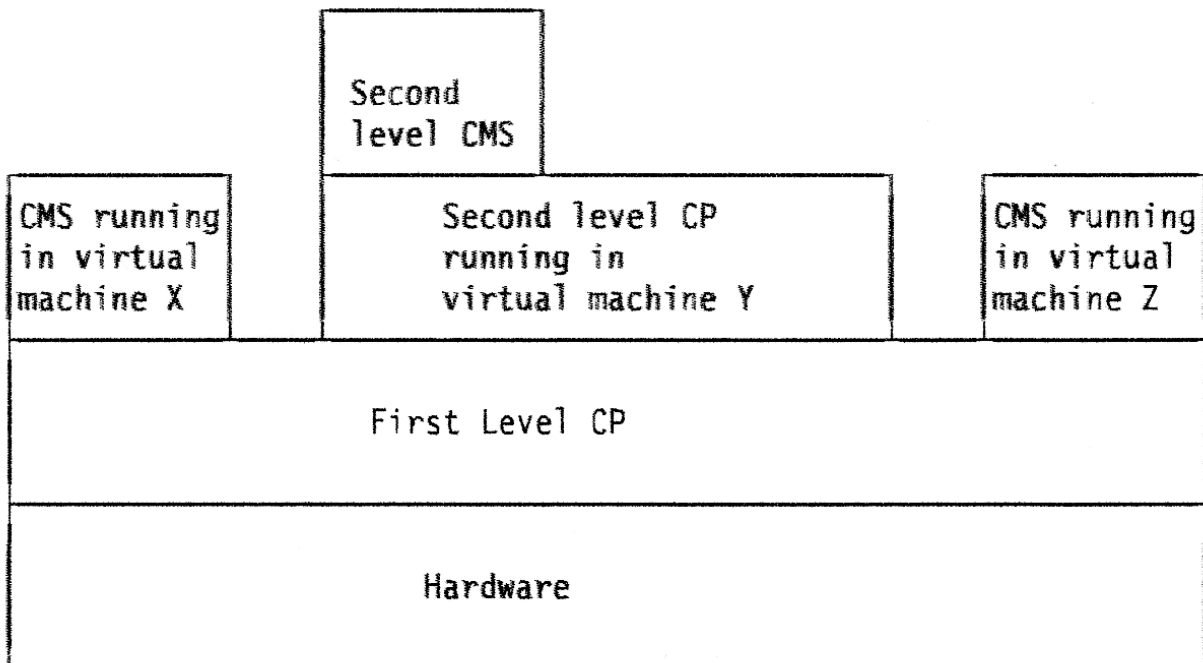 Second
level CMS
CMS running
in virtual
machine X
Second level CP
running in
virtual machine Y
CMS running
in virtual
machine Z
First Level CP
Hardware